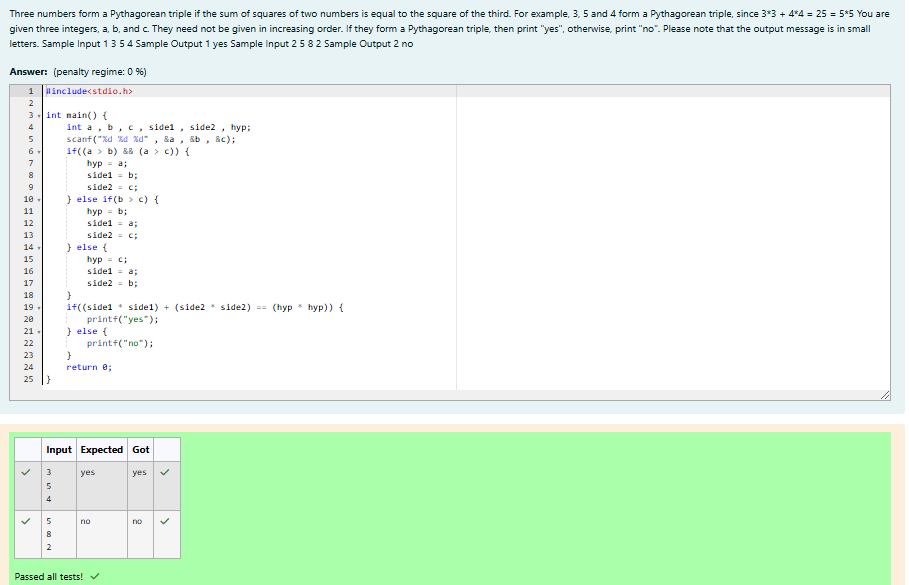 Three numbers form a Pythagorean triple if the sum of squares of two numbers is equal to the square of the third. For example, 3, 5 and 4 form a Pythagorean triple, since 3*3 + 4*4 = 25 = 5*5 You are
given three integers, a, b, and c. They need not be given in increasing order. If they form a Pythagorean triple, then print "yes", otherwise, print "no". Please note that the output message is in small
letters. Sample Input 1 3 5 4 Sample Output 1 yes Sample Input 2 5 8 2 Sample Output 2 no
Answer: (penalty regime: 0 %)
1 #include<stdio.h>
2
3 int main() {
4 int a , b , c , side1 , side2 , hyp;
5 scanf("%d %d %d" , &a , &b , &c);
6 if((a > b) && (a > c)) {
7 hyp = a;
8 side1 = b;
9 side2 = c;
10 } else if(b > c) {
11 hyp = b;
12 side1 = a;
13 side2 = c;
14 } else {
15 hyp = c;
16 side1 = a;
17 side2 = b;
18 }
19 if((side1 * side1) + (side2 * side2) == (hyp * hyp)) {
20 printf("yes");
21 } else {
22 printf("no");
23 }
24 return 0;
25 }
Input Expected Got
3 yes yes
5
4
5 no no
8
2
Passed all tests!